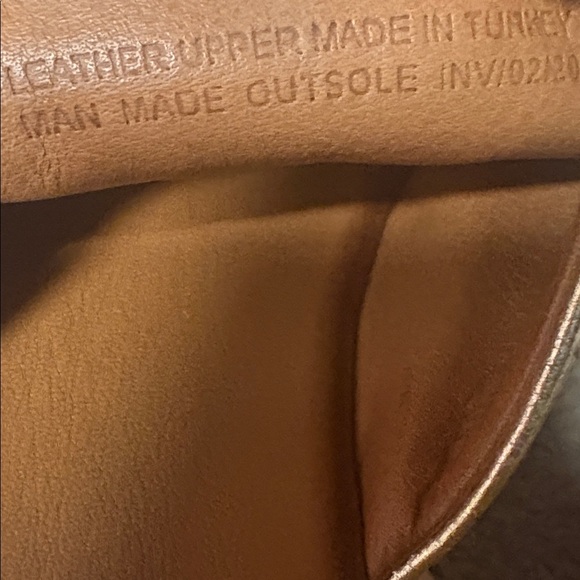 LEATHER UPPER MADE IN TURKEY
MAN MADE OUTSOLE INV/02/20